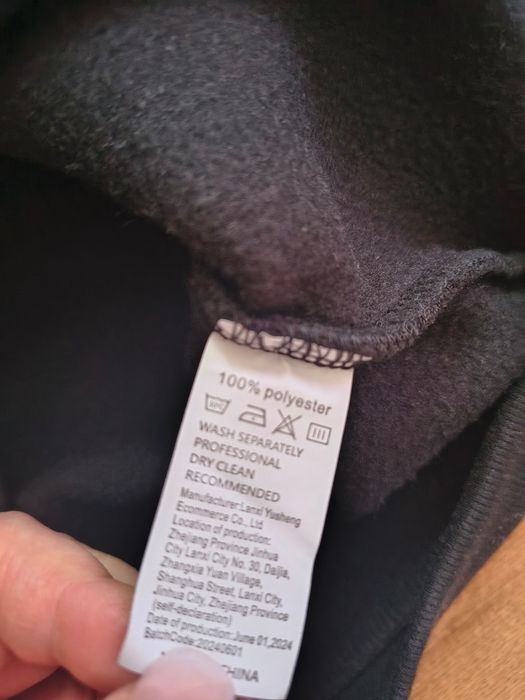 100% polyester
WASH SEPARATELY
PROFESSIONAL
DRY CLEAN
RECOMMENDED
Manufacturer:Lanxi Yusheng
Ecommerce Co., Ltd
Location of production:
Zhejiang Province Jinhua
City Lanxi City No. 30, Daijia,
Zhangxia Yuan Village,
Shanghua Street, Lanxi City,
Jinhua City, Zhejiang Province
(self-declaration)
Date of production:June 01,2024
BatchCode:20240601
CHINA